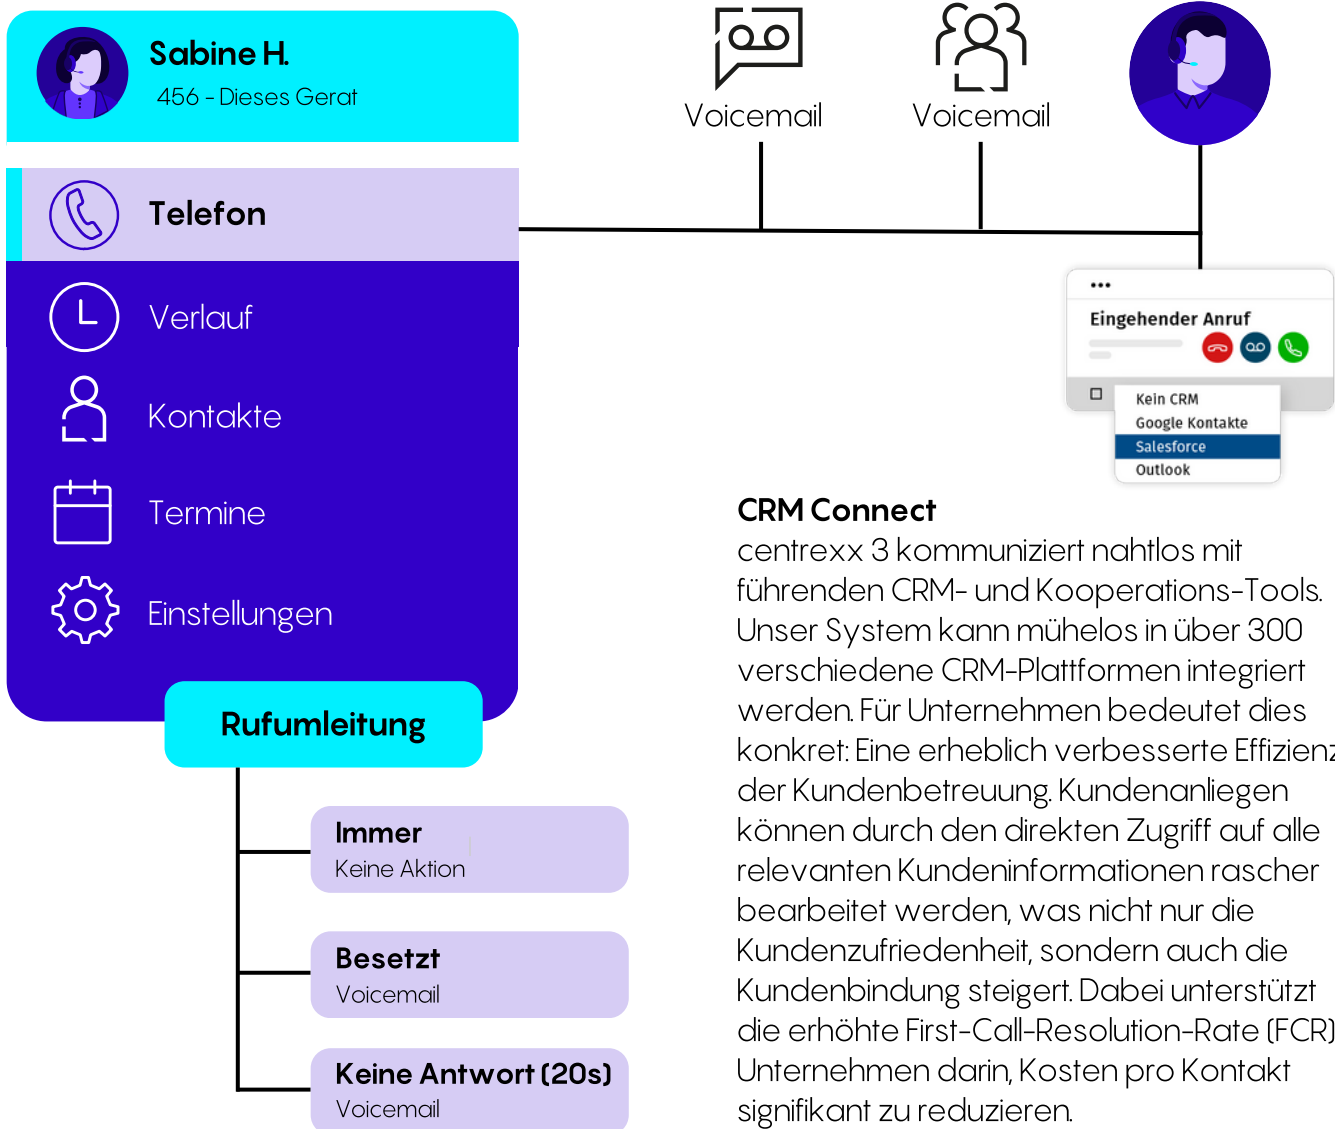 Sabine H.
456 - Dieses Gerat
Telefon
Verlauf
Kontakte
Termine
Einstellungen
Rufumleitung
Immer
Keine Aktion
Besetzt
Voicemail
Keine Antwort (20s)
Voicemail
Voicemail
Voicemail
Eingehender Anruf
Kein CRM
Google Kontakte
Salesforce
Outlook
CRM Connect
centrexx 3 kommuniziert nahtlos mit
führenden CRM- und Kooperations-Tools.
Unser System kann mühelos in über 300
verschiedene CRM-Plattformen integriert
werden. Für Unternehmen bedeutet dies
konkret: Eine erheblich verbesserte Effizienz
der Kundenbetreuung. Kundenanliegen
können durch den direkten Zugriff auf alle
relevanten Kundeninformationen rascher
bearbeitet werden, was nicht nur die
Kundenzufriedenheit, sondern auch die
Kundenbindung steigert. Dabei unterstützt
die erhöhte First-Call-Resolution-Rate (FCR)
Unternehmen darin, Kosten pro Kontakt
signifikant zu reduzieren.